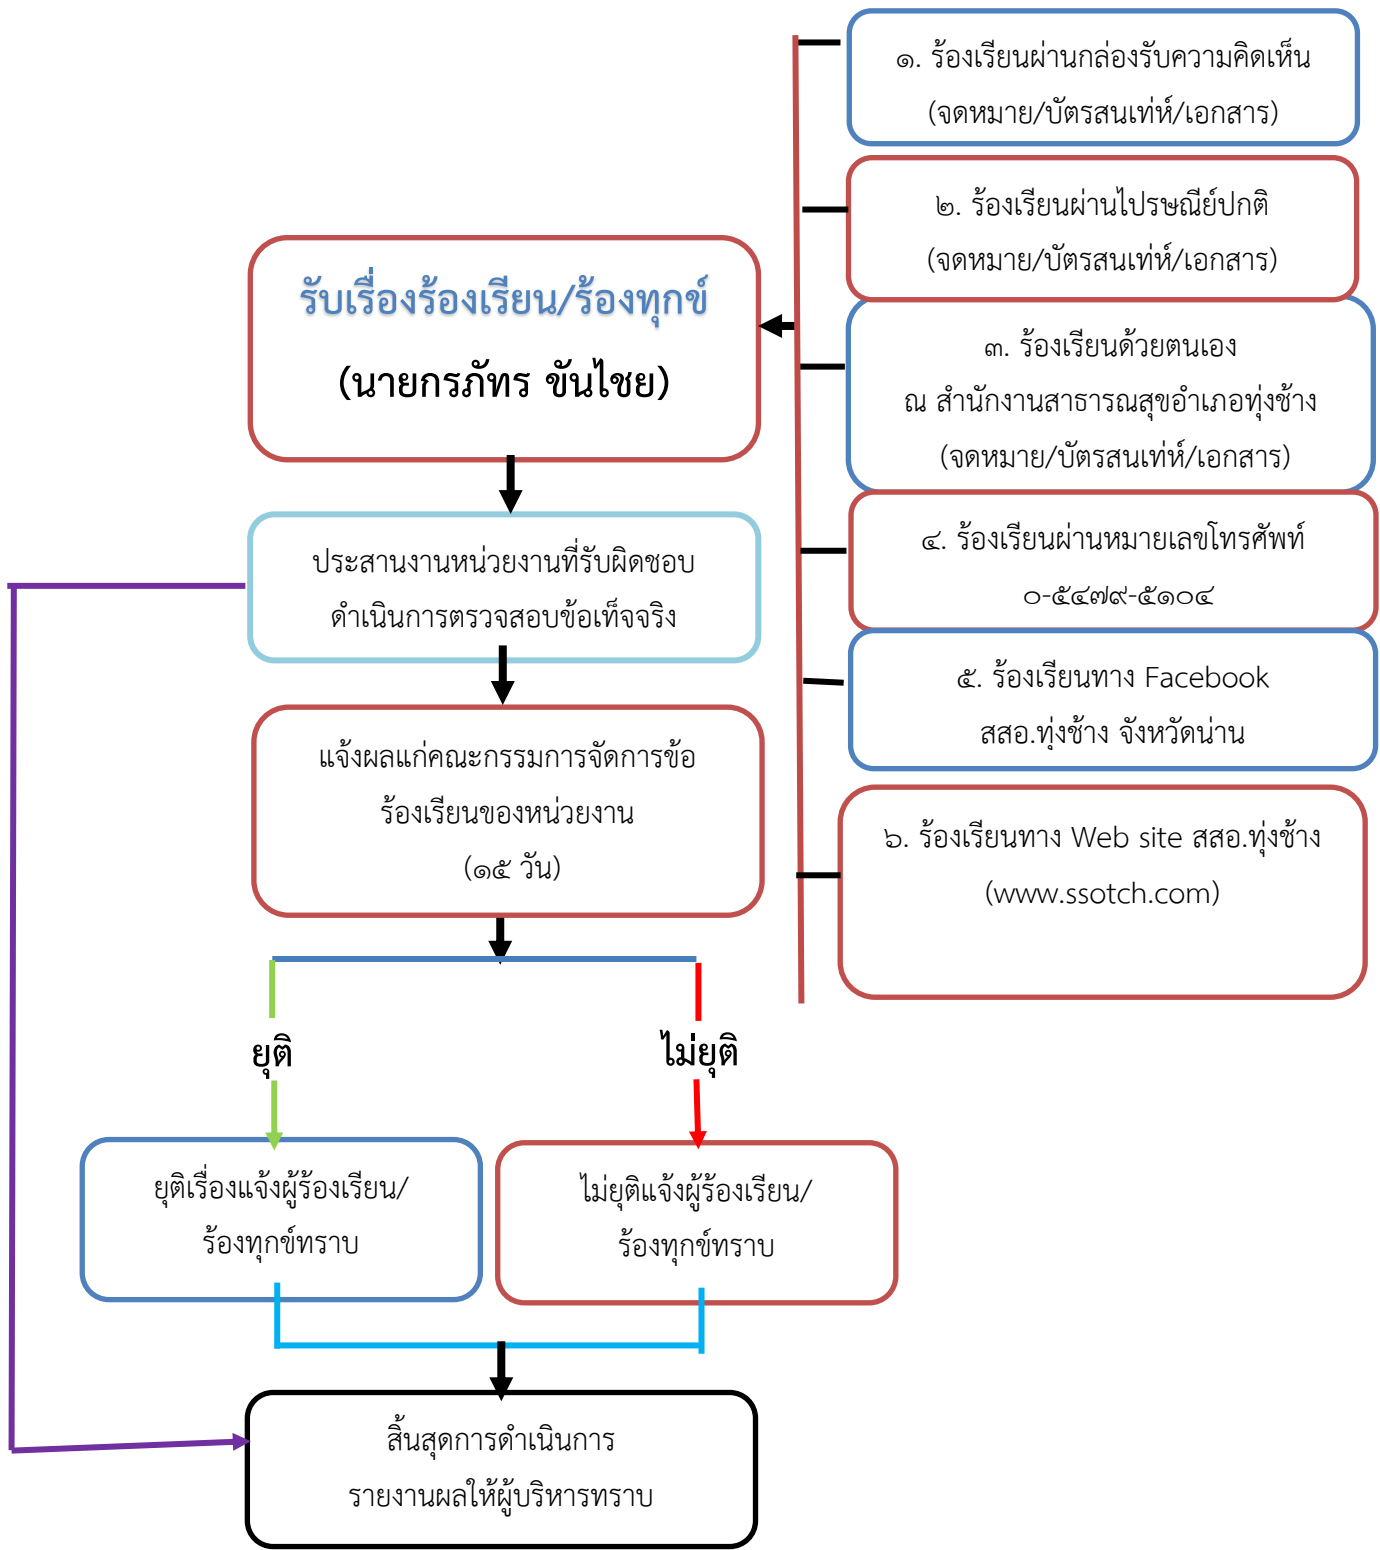 ๑. ร้องเรียนผ่านกล่องรับความคิดเห็น
(จดหมาย/บัตรสนเท่ห์/เอกสาร)
๒. ร้องเรียนผ่านไปรษณีย์ปกติ
(จดหมาย/บัตรสนเท่ห์/เอกสาร)
๓. ร้องเรียนด้วยตนเอง
ณ สำนักงานสาธารณสุขอำเภอทุ่งช้าง
(จดหมาย/บัตรสนเท่ห์/เอกสาร)
๔. ร้องเรียนผ่านหมายเลขโทรศัพท์
๐-๕๔๗๙-๕๑๐๔
๕. ร้องเรียนทาง Facebook
สสอ.ทุ่งช้าง จังหวัดน่าน
๖. ร้องเรียนทาง Web site สสอ.ทุ่งช้าง
(www.ssotch.com)
รับเรื่องร้องเรียน/ร้องทุกข์
(นายกรภัทร ขันไชย)
ประสานงานหน่วยงานที่รับผิดชอบ
ดำเนินการตรวจสอบข้อเท็จจริง
แจ้งผลแก่คณะกรรมการจัดการข้อ
ร้องเรียนของหน่วยงาน
(๑๕ วัน)
ยุติ
ไม่ยุติ
ยุติเรื่องแจ้งผู้ร้องเรียน/
ร้องทุกข์ทราบ
ไม่ยุติแจ้งผู้ร้องเรียน/
ร้องทุกข์ทราบ
สิ้นสุดการดำเนินการ
รายงานผลให้ผู้บริหารทราบ